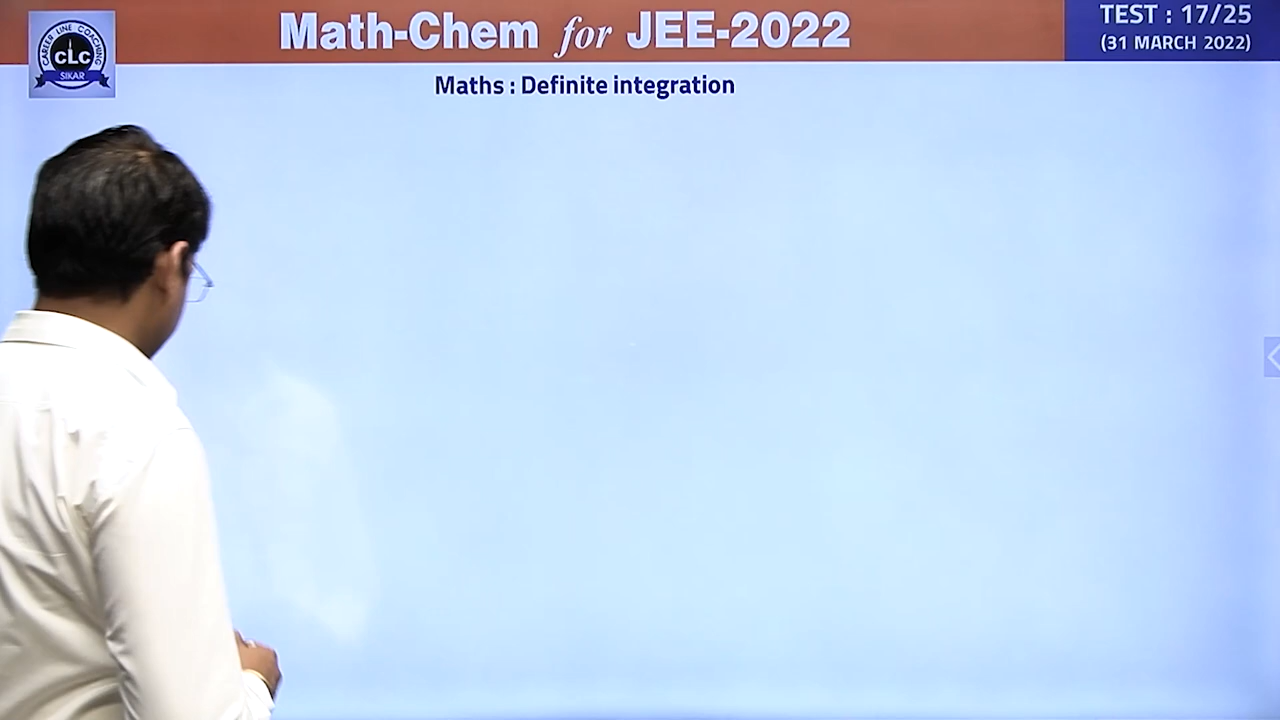 Math-Chem for JEE-2022
TEST : 17/25
(31 MARCH 2022)
CAREER LINE COACHING
CLC
SIKAR
Maths : Definite integration